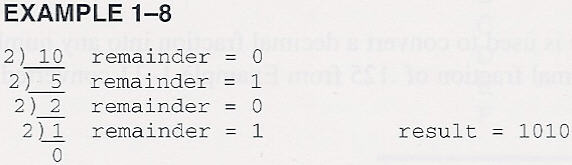 EXAMPLE 1–8
2) 10 remainder = 0
2) 5 remainder = 1
2) 2 remainder = 0
2) 1 remainder = 1 result = 1010
0